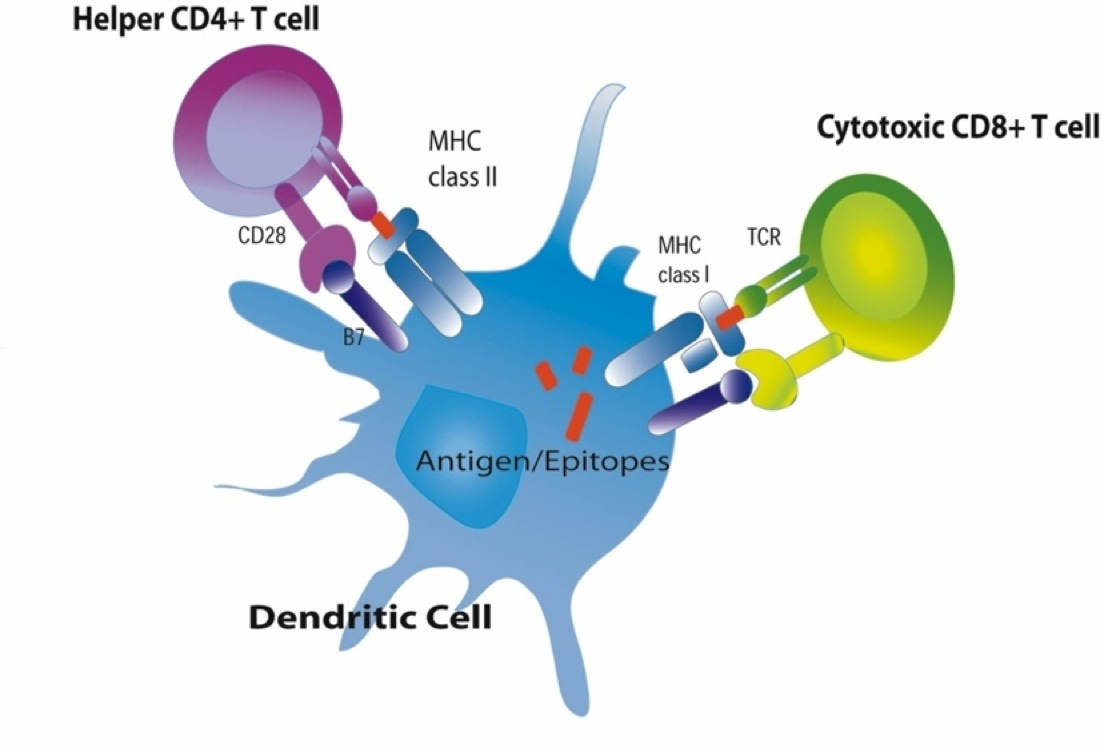 Helper CD4+ T cell
Cytotoxic CD8+ T cell
MHC
class II
CD28
MHC
class I
TCR
B7
Antigen/Epitopes
Dendritic Cell